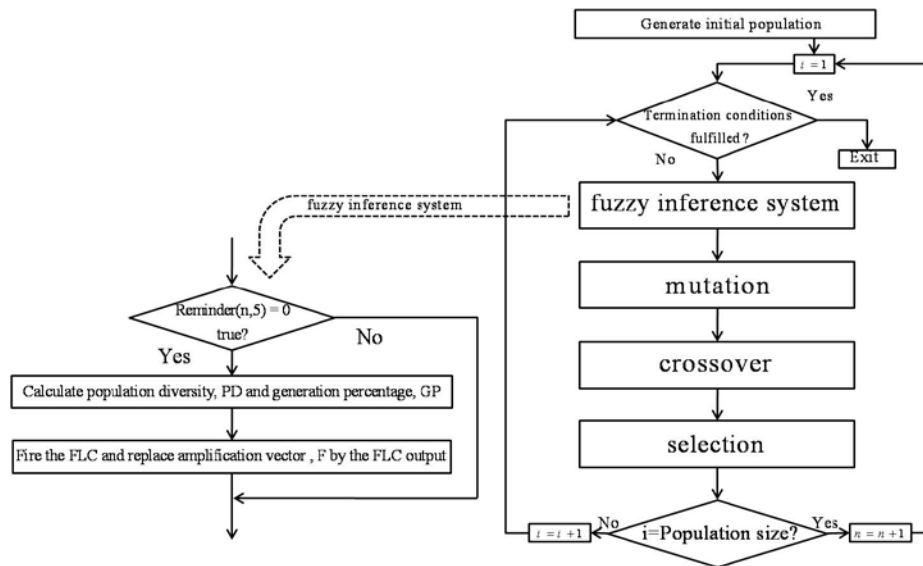 Generate initial population
i = 1
Yes
Termination conditions
fulfilled?
No
Exit
fuzzy inference system
fuzzy inference system
mutation
Reminder(n,5) = 0
true?
No
Yes
crossover
Calculate population diversity, PD and generation percentage, GP
selection
Fire the FLC and replace amplification vector , F by the FLC output
i = i +1
No
i=Population size?
Yes
n = n +1